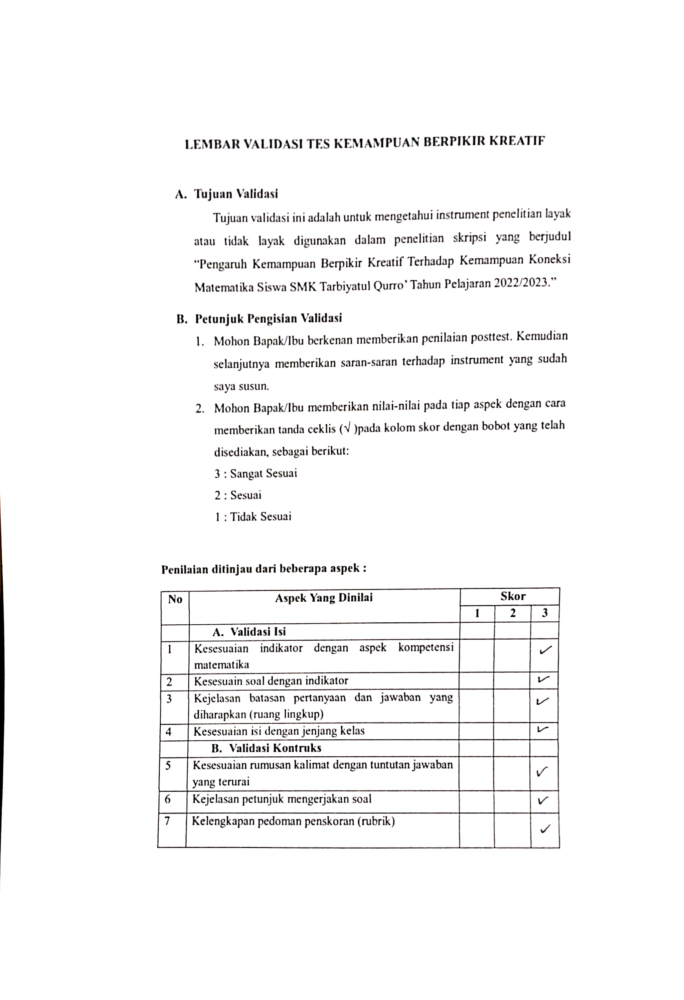 LEMBAR VALIDASI TES KEMAMPUAN BERPIKIR KREATIF
A. Tujuan Validasi
Tujuan validasi ini adalah untuk mengetahui instrument penelitian layak
atau tidak layak digunakan dalam penelitian skripsi yang berjudul
“Pengaruh Kemampuan Berpikir Kreatif Terhadap Kemampuan Koneksi
Matematika Siswa SMK Tarbiyatul Qurro’ Tahun Pelajaran 2022/2023.”
B. Petunjuk Pengisian Validasi
1. Mohon Bapak/Ibu berkenan memberikan penilaian posttest. Kemudian
selanjutnya memberikan saran-saran terhadap instrument yang sudah
saya susun.
2. Mohon Bapak/Ibu memberikan nilai-nilai pada tiap aspek dengan cara
memberikan tanda ceklis (√ )pada kolom skor dengan bobot yang telah
disediakan, sebagai berikut:
3 : Sangat Sesuai
2 : Sesuai
1 : Tidak Sesuai
Penilaian ditinjau dari beberapa aspek :
No Aspek Yang Dinilai Skor
1 2 3
A. Validasi Isi
1 Kesesuaian indikator dengan aspek kompetensi ✓
matematika
2 Kesesuain soal dengan indikator ✓
3 Kejelasan batasan pertanyaan dan jawaban yang ✓
diharapkan (ruang lingkup)
4 Kesesuaian isi dengan jenjang kelas ✓
B. Validasi Kontruks
5 Kesesuaian rumusan kalimat dengan tuntutan jawaban ✓
yang terurai
6 Kejelasan petunjuk mengerjakan soal ✓
7 Kelengkapan pedoman penskoran (rubrik) ✓